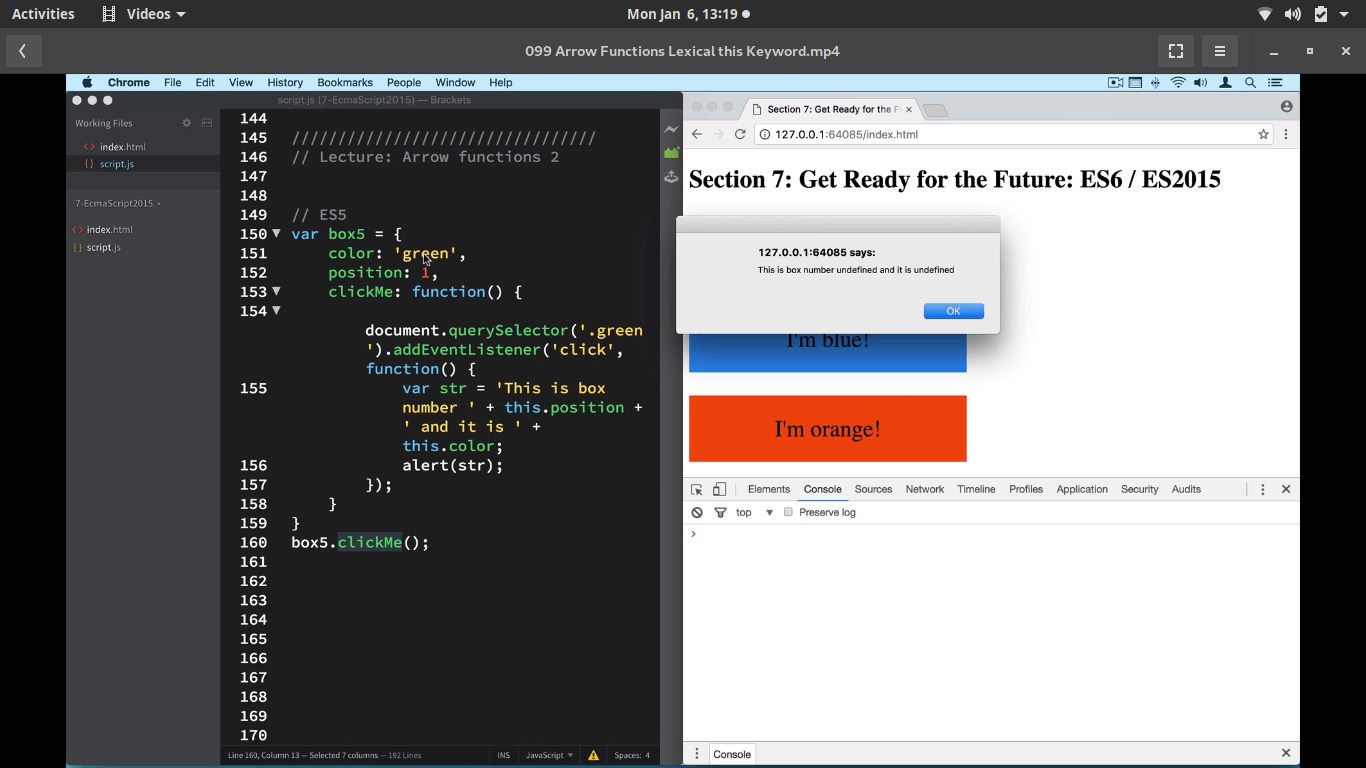 Activities Videos Mon Jan 6, 13:19
099 Arrow Functions Lexical this Keyword.mp4
Chrome File Edit View History Bookmarks People Window Help
script.js (7-EcmaScript2015) — Brackets
Working Files
<> index.html
{} script.js
7-EcmaScript2015
<> index.html
{} script.js
144
145 /////////////////////////////////
146 // Lecture: Arrow functions 2
147
148
149 // ES5
150 var box5 = {
151 color: 'green',
152 position: 1,
153 clickMe: function() {
154
document.querySelector('.green
').addEventListener('click',
function() {
155 var str = 'This is box
number ' + this.position +
' and it is ' +
this.color;
156 alert(str);
157 });
158 }
159 }
160 box5.clickMe();
161
162
163
164
165
166
167
168
169
170
Line 160, Column 13 — Selected 7 columns — 192 Lines INS JavaScript Spaces: 4
Section 7: Get Ready for the F
127.0.0.1:64085/index.html
Section 7: Get Ready for the Future: ES6 / ES2015
127.0.0.1:64085 says:
This is box number undefined and it is undefined
OK
I'm blue!
I'm orange!
Elements Console Sources Network Timeline Profiles Application Security Audits
top Preserve log
>
Console